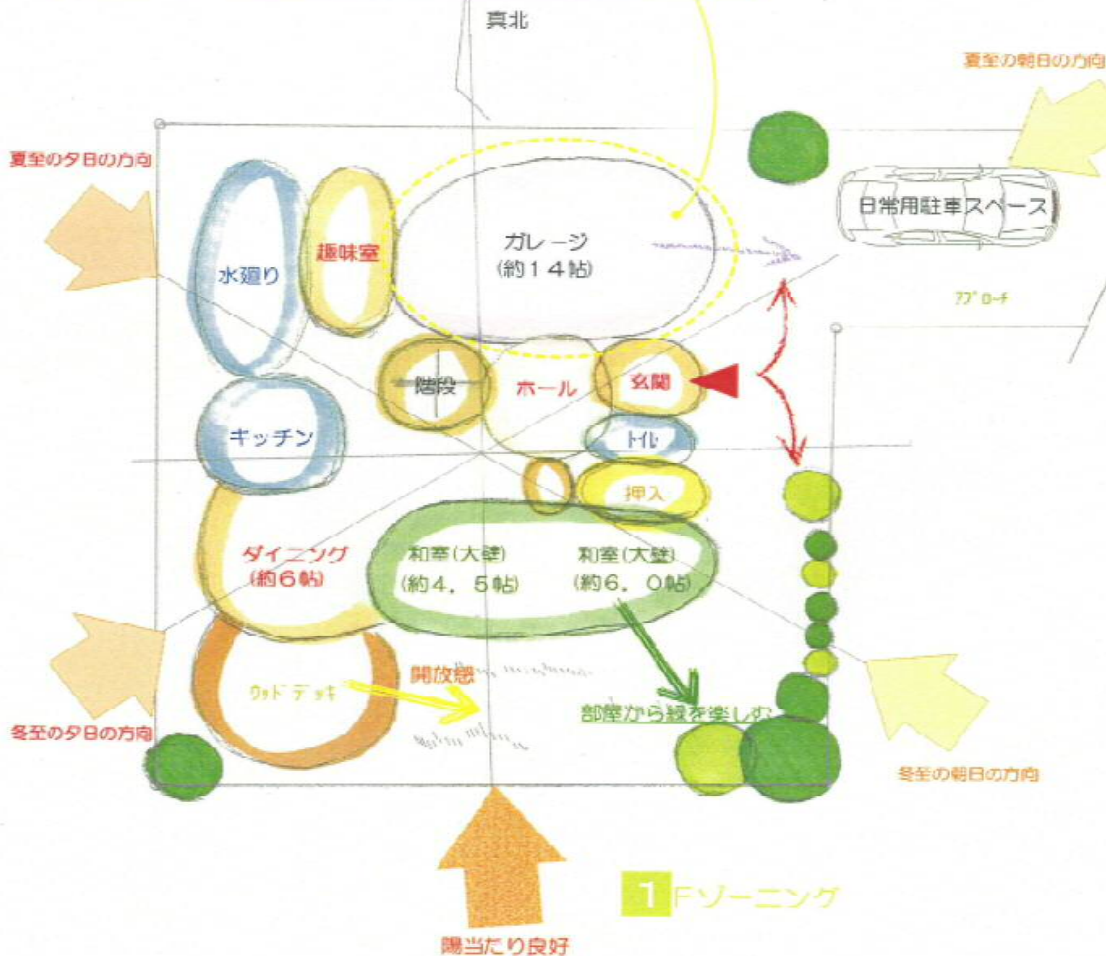 真北
夏至の朝日の方向
夏至の夕日の方向
日常用駐車スペース
ガレージ
(約14帖)
趣味室
水廻り
アプローチ
階段
ホール
玄関
トイレ
キッチン
押入
ダイニング
(約6帖)
和室(大壁)
(約4.5帖)
和室(大壁)
(約6.0帖)
開放感
ウッドデッキ
部屋から緑を楽しむ
冬至の夕日の方向
冬至の朝日の方向
1Fゾーニング
陽当たり良好